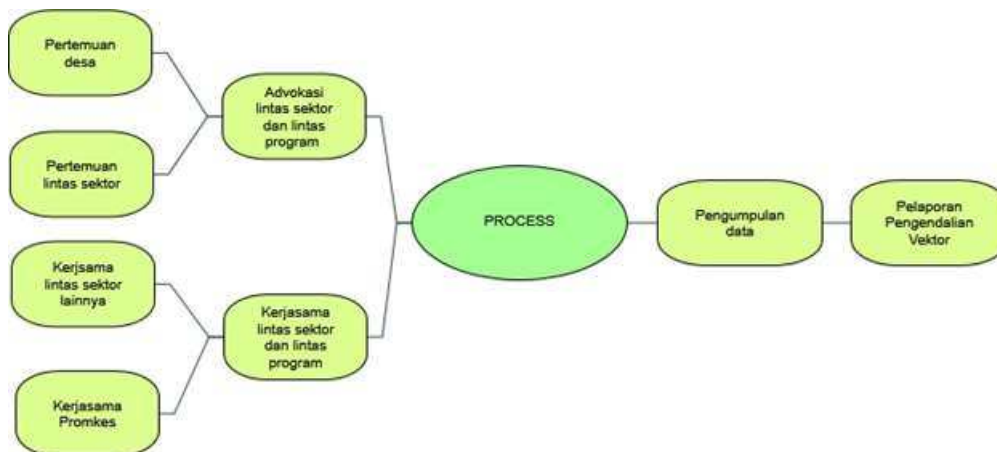 Pertemuan
desa
Pertemuan
lintas sektor
Kerjsama
lintas sektor
lainnya
Kerjasama
Promkes
Advokasi
lintas sektor
dan lintas
program
Kerjasama
lintas sektor
dan lintas
program
PROCESS
Pengumpulan
data
Pelaporan
Pengendalian
Vektor